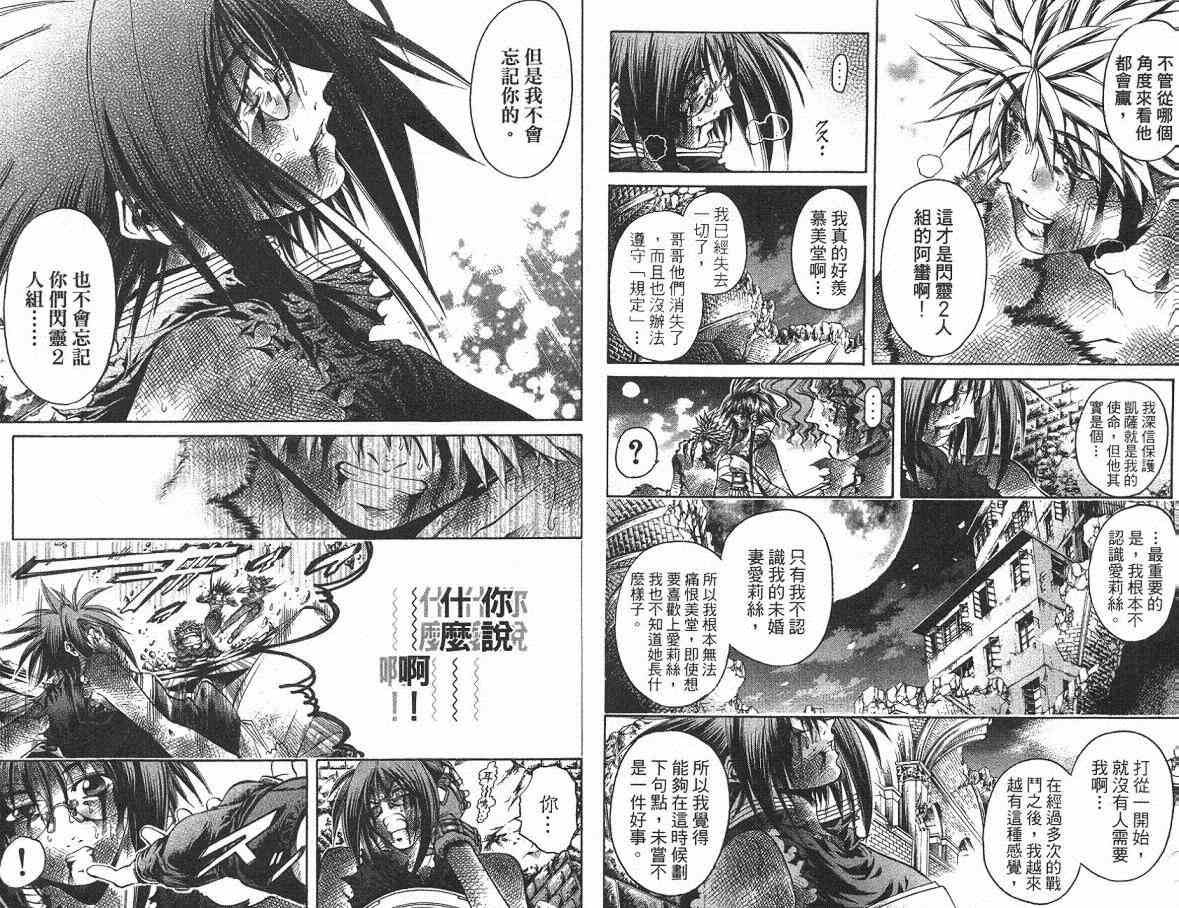 不管從哪個
角度來看他
都會贏，
這才是閃靈2人
組的阿蠻啊！
…
久…
我真的好羨
慕美堂啊…
我已經失去
一切了，
哥哥他們消失了
，而且也沒辦法
遵守「規定」…
我深信保護
凱薩就是我的
使命，但他其
實是個…
…
？
…最重要的
是，我根本不
認識愛莉絲。
只有我不認
識我的未婚
妻愛莉絲，
所以我根本無法
痛恨美堂，即使想
要喜歡上愛莉絲，
我也不知道她長什
麼樣子。
打從一開始，
就沒有人需要
我啊…
在經過多次的戰
鬥之後，我越來
越有這種感覺，
所以我覺得
能夠在這時候劃
下句點，未嘗不
是一件好事。
但是我不會
忘記你的。
也不會忘記
你們閃靈2
人組……
你說
什麼
啊！
你…
！